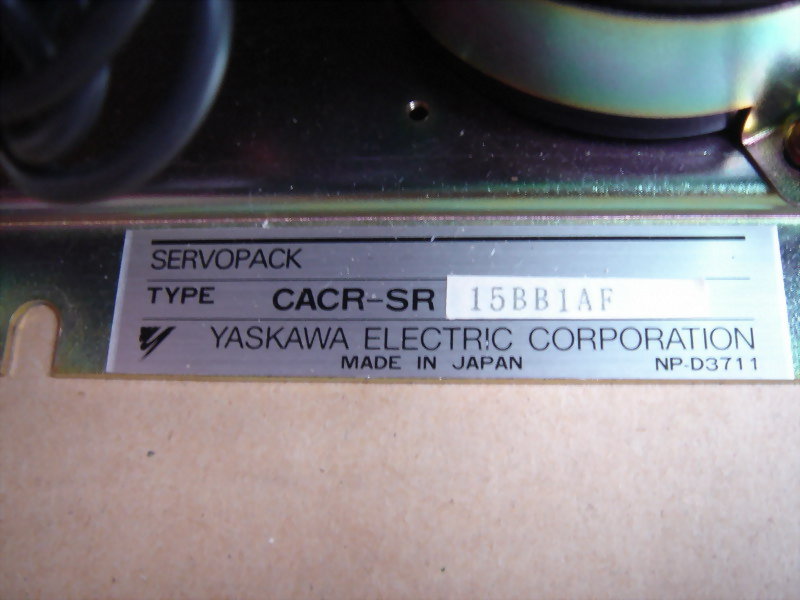 SERVOPACK
TYPE CACR-SR 15BB1AF
YASKAWA ELECTRIC CORPORATION
MADE IN JAPAN NP-D3711